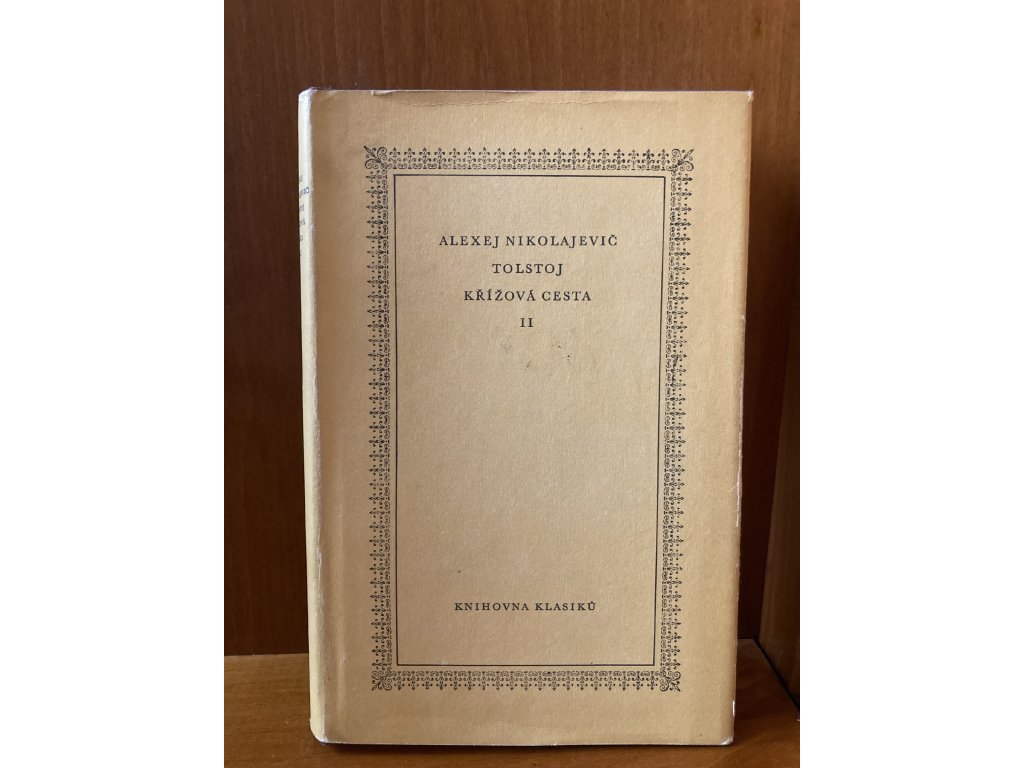 ALEXEJ NIKOLAJEVIČ
TOLSTOJ
KŘÍŽOVÁ CESTA
II
KNIHOVNA KLASIKŮ